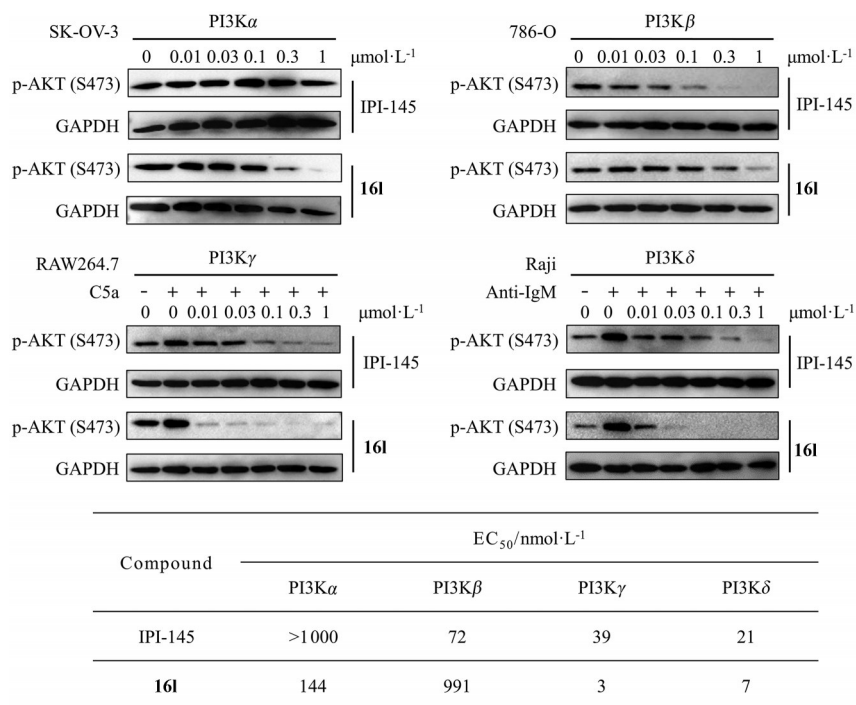 SK-OV-3 PI3Kα
0 0.01 0.03 0.1 0.3 1 μmol·L-1
p-AKT (S473)
IPI-145
GAPDH
p-AKT (S473)
16l
GAPDH
786-O PI3Kβ
0 0.01 0.03 0.1 0.3 1 μmol·L-1
p-AKT (S473)
IPI-145
GAPDH
p-AKT (S473)
16l
GAPDH
RAW264.7 PI3Kγ
C5a - + + + + + +
0 0 0.01 0.03 0.1 0.3 1 μmol·L-1
p-AKT (S473)
IPI-145
GAPDH
p-AKT (S473)
16l
GAPDH
Raji PI3Kδ
Anti-IgM - + + + + + +
0 0 0.01 0.03 0.1 0.3 1 μmol·L-1
p-AKT (S473)
IPI-145
GAPDH
p-AKT (S473)
16l
GAPDH
Compound EC50/nmol·L-1
PI3Kα PI3Kβ PI3Kγ PI3Kδ
IPI-145 >1000 72 39 21
16l 144 991 3 7